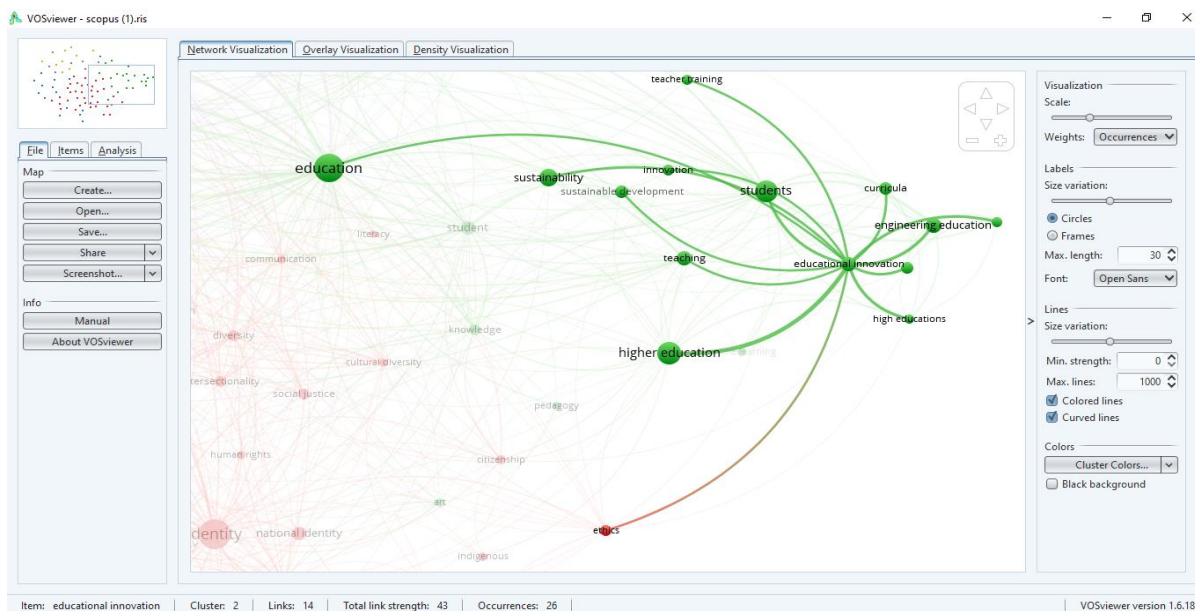 VOSviewer - scopus (1).ris
Network Visualization
Overlay Visualization
Density Visualization
File
Items
Analysis
Map
Create...
Open...
Save...
Share
Screenshot...
Info
Manual
About VOSviewer
teacher training
education
sustainability
innovation
sustainable development
students
curricula
literacy
student
engineering education
communication
teaching
educational innovation
high educations
knowledge
diversity
higher education
cultural diversity
tersectionality
social justice
pedagogy
human rights
citizenship
art
ethics
dentity
national identity
indigenous
Visualization
Scale:
Weights: Occurrences
Labels
Size variation:
Circles
Frames
Max. length: 30
Font: Open Sans
Lines
Size variation:
>
Min. strength: 0
Max. lines: 1000
Colored lines
Curved lines
Colors
Cluster Colors...
Black background
Item: educational innovation
Cluster: 2
Links: 14
Total link strength: 43
Occurrences: 26
VOSviewer version 1.6.18